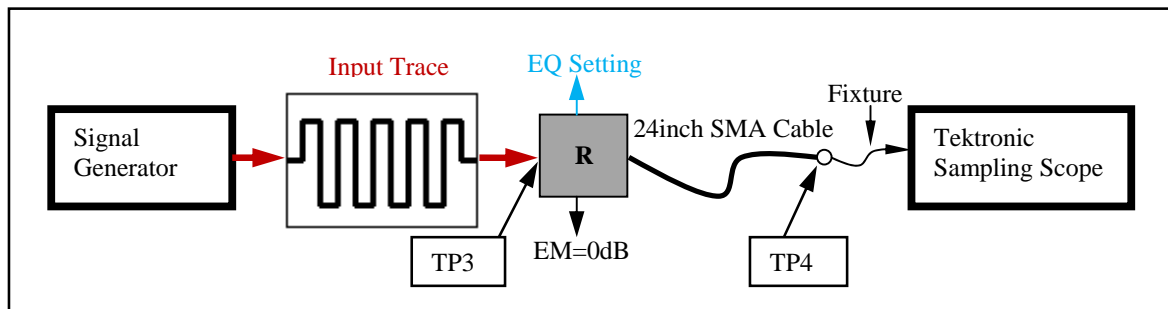 EQ Setting
Input Trace
Fixture
24inch SMA Cable
Signal
Generator
R
Tektronic
Sampling Scope
TP3
EM=0dB
TP4